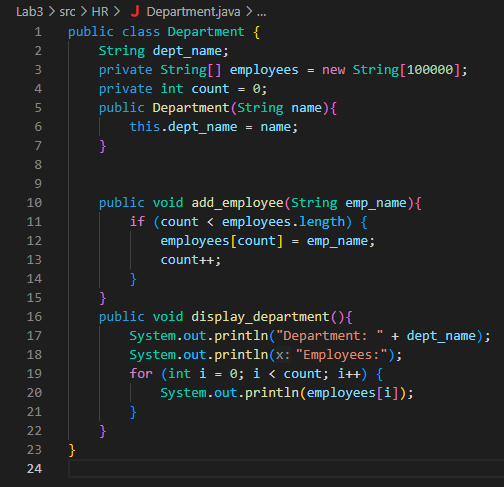 Lab3 > src > HR > J Department.java > ...
1 public class Department {
2     String dept_name;
3     private String[] employees = new String[100000];
4     private int count = 0;
5     public Department(String name){
6         this.dept_name = name;
7     }
8
9
10     public void add_employee(String emp_name){
11         if (count < employees.length) {
12             employees[count] = emp_name;
13             count++;
14         }
15     }
16     public void display_department(){
17         System.out.println("Department: " + dept_name);
18         System.out.println(x: "Employees:");
19         for (int i = 0; i < count; i++) {
20             System.out.println(employees[i]);
21         }
22     }
23 }
24